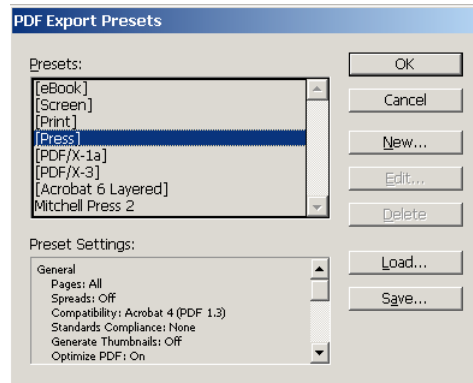 PDF Export Presets
Presets:
[eBook]
[Screen]
[Print]
[Press]
[PDF/X-1a]
[PDF/X-3]
[Acrobat 6 Layered]
Mitchell Press 2
OK
Cancel
New...
Edit...
Delete
Load...
Save...
Preset Settings:
General
Pages: All
Spreads: Off
Compatibility: Acrobat 4 (PDF 1.3)
Standards Compliance: None
Generate Thumbnails: Off
Optimize PDF: On